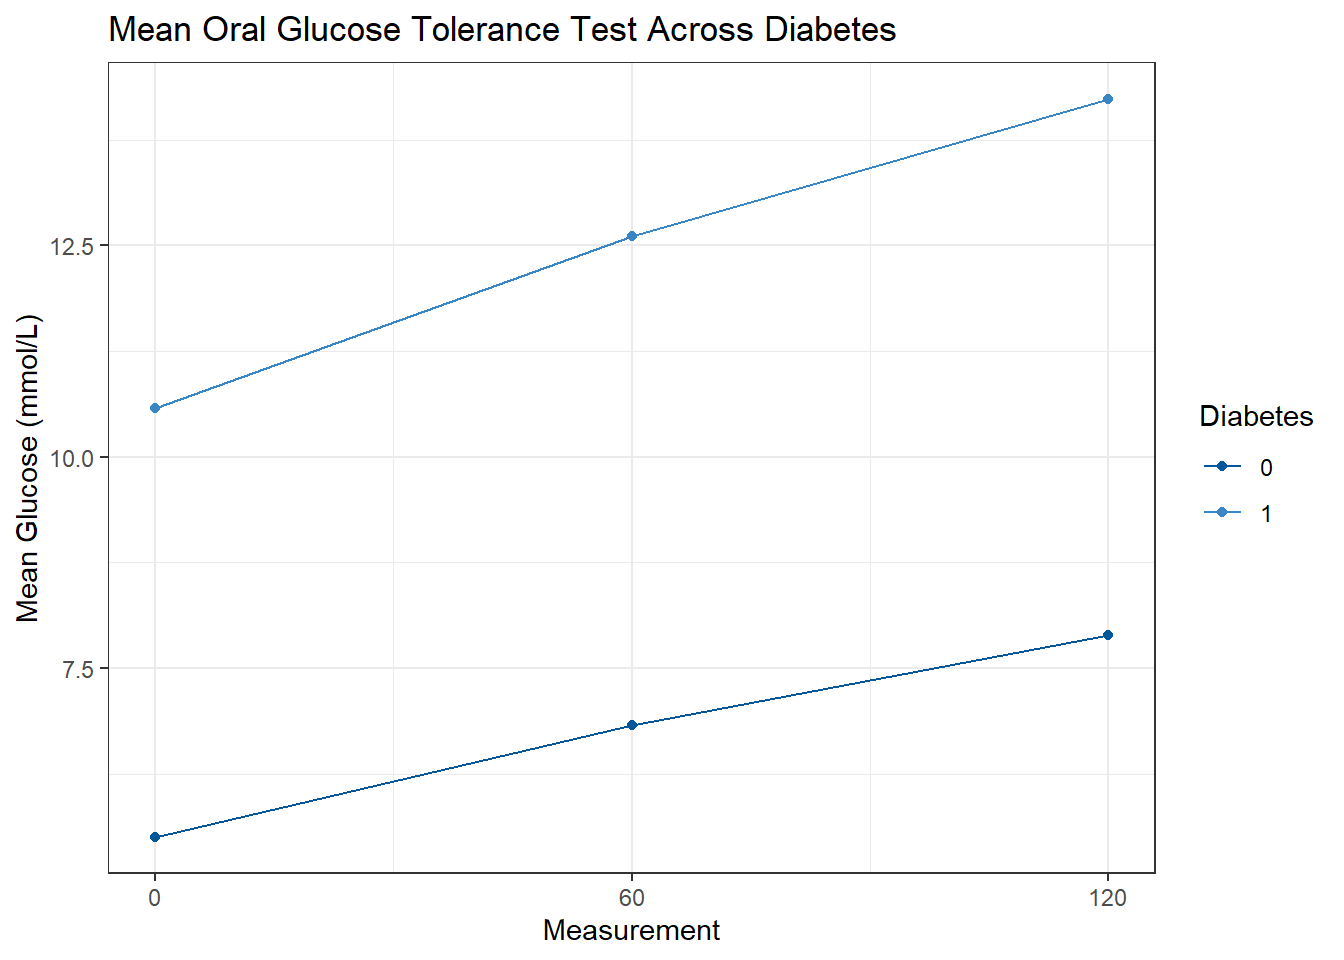 Mean Oral Glucose Tolerance Test Across Diabetes
Mean Glucose (mmol/L)
12.5
10.0
7.5
0
60
120
Measurement
Diabetes
0
1